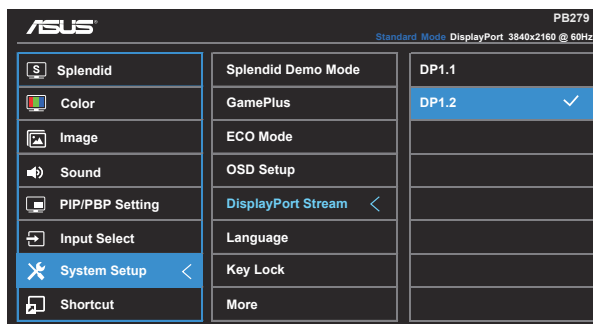 ASUS
PB279
Standard Mode DisplayPort 3840x2160 @ 60Hz
S Splendid
Color
Image
Sound
PIP/PBP Setting
Input Select
System Setup
Shortcut
Splendid Demo Mode
GamePlus
ECO Mode
OSD Setup
DisplayPort Stream
Language
Key Lock
More
DP1.1
DP1.2